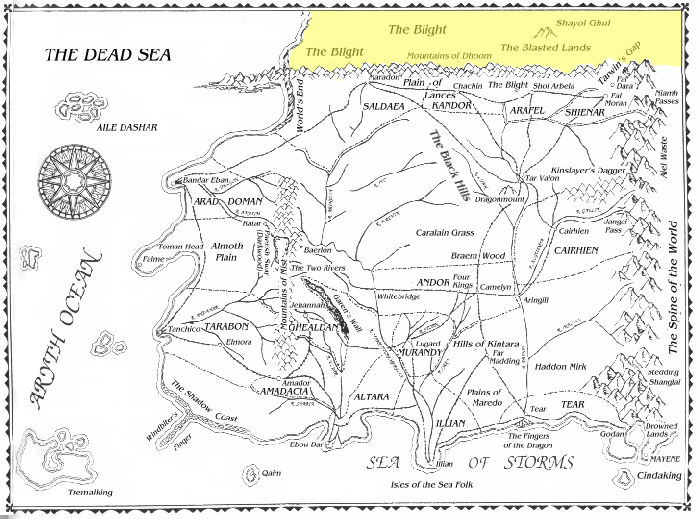 The Blight
Shayol Ghul
THE DEAD SEA
The Blight
Mountains of Dhoom
The Blasted Lands
Tarwin's Gap
World's End
Maradon
Plain of
Lances
Chachin
The Blight
Shol Arbela
Fal
Dara
Fal
Moran
Niamh
Passes
SALDAEA
KANDOR
ARAFEL
SHIENAR
AILE DASHAR
The Black Hills
Kinslayer's Dagger
Ael Waste
Bandar Eban
Tar Valon
Dragonmount
ARAD DOMAN
Katar
Jangai
Pass
Caralain Grass
Cairhien
CAIRHIEN
Toman Head
Falme
Almoth
Plain
Baerlon
The Two Rivers
Mountains of Mist
Braem Wood
ANDOR
Four
Kings
Camelyn
Whitebridge
Aringill
The Spine of the World
ARYTH OCEAN
Jehannah
Garen's Wall
GHEALDAN
Tanchico
TARABON
Elmora
Lugard
MURANDY
Hills of Kintara
Far
Madding
Haddon Mirk
Stedding
Shangtai
The Shadow Coast
Amador
AMADACIA
ALTARA
Plains of
Maredo
Windbiter's
Finger
ILLIAN
Tear
TEAR
Ebou Dar
The Fingers
of the Dragon
Godan
Drowned
Lands
MAYENE
Illian
SEA OF STORMS
Qaim
Cindaking
Tremalking
Isles of the Sea Folk